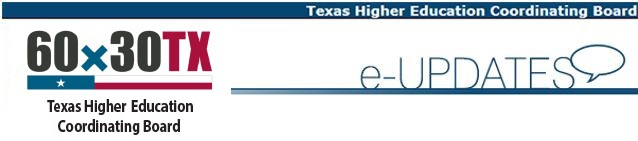 Texas Higher Education Coordinating Board
60x30TX
Texas Higher Education
Coordinating Board
e-UPDATES